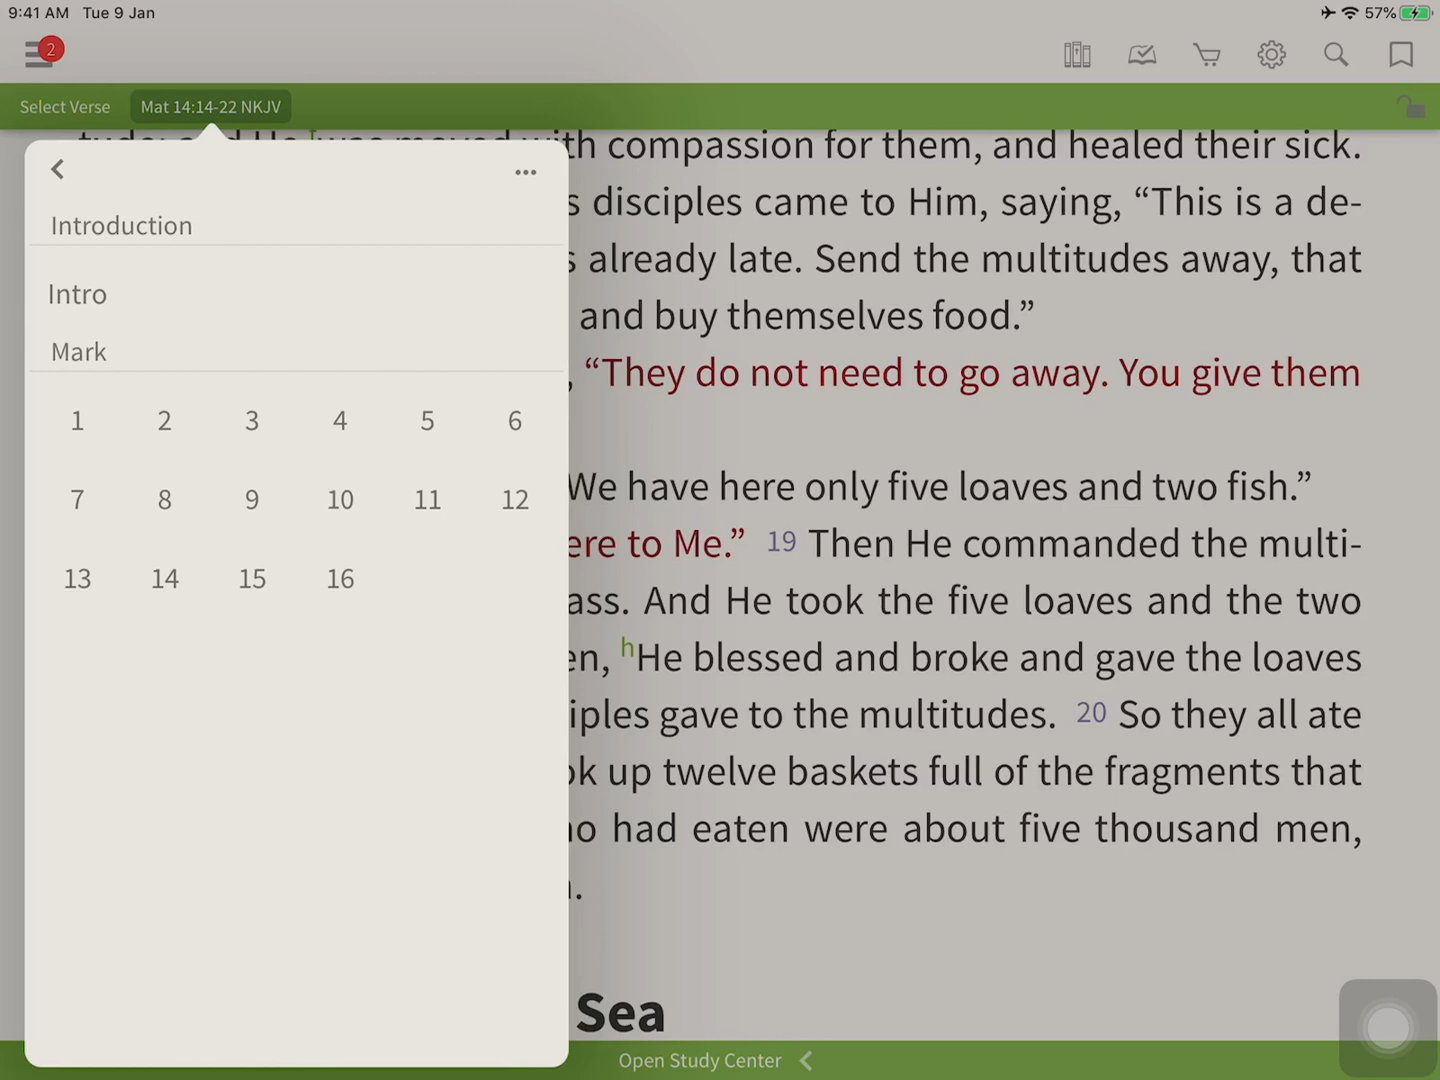 9:41 AM Tue 9 Jan
57%
2
Select Verse Mat 14:14-22 NKJV
was moved with compassion for them, and healed their sick.
disciples came to Him, saying, “This is a de-
already late. Send the multitudes away, that
and buy themselves food.”
“They do not need to go away. You give them
We have here only five loaves and two fish.”
ere to Me.” 19 Then He commanded the multi-
ass. And He took the five loaves and the two
en, hHe blessed and broke and gave the loaves
iples gave to the multitudes. 20 So they all ate
ok up twelve baskets full of the fragments that
had eaten were about five thousand men,
Sea
Introduction
Intro
Mark
1 2 3 4 5 6
7 8 9 10 11 12
13 14 15 16
Open Study Center